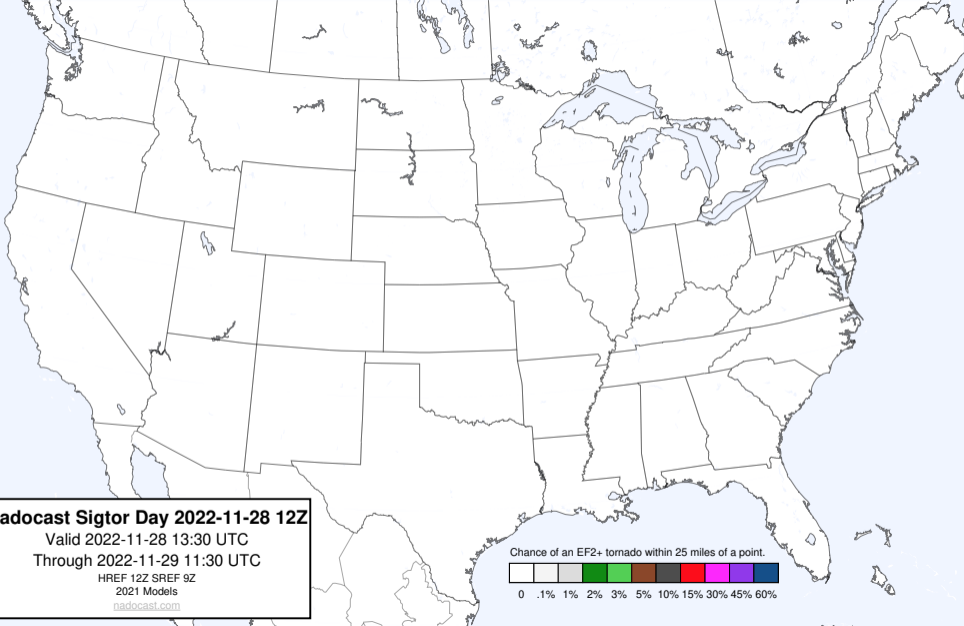 adocast Sigtor Day 2022-11-28 12Z
Valid 2022-11-28 13:30 UTC
Through 2022-11-29 11:30 UTC
HREF 12Z SREF 9Z
2021 Models
nadocast.com
Chance of an EF2+ tornado within 25 miles of a point.
0 .1% 1% 2% 3% 5% 10% 15% 30% 45% 60%